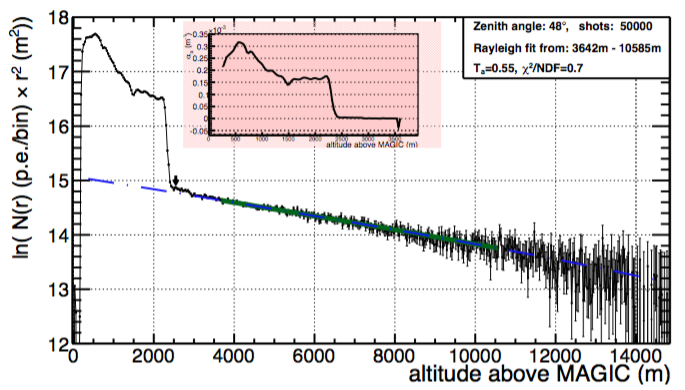 Zenith angle: 48°, shots: 50000
Rayleigh fit from: 3642m - 10585m
Tₐ=0.55, χ²/NDF=0.7
ln( N(r) (p.e./bin) × r² (m²))
18
17
16
15
14
13
12
0 2000 4000 6000 8000 10000 12000 14000
altitude above MAGIC (m)
0.35
0.3
0.25
0.2
0.15
0.1
0.05
0
-0.05
0 500 1000 1500 2000 2500 3000 3500
altitude above MAGIC (m)